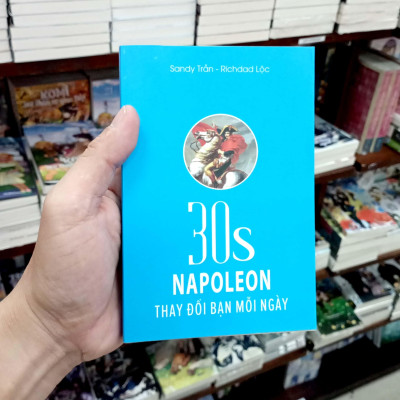 Sandy Trần - Richdad Lộc
30s
NAPOLEON
THAY ĐỔI BẠN MỖI NGÀY